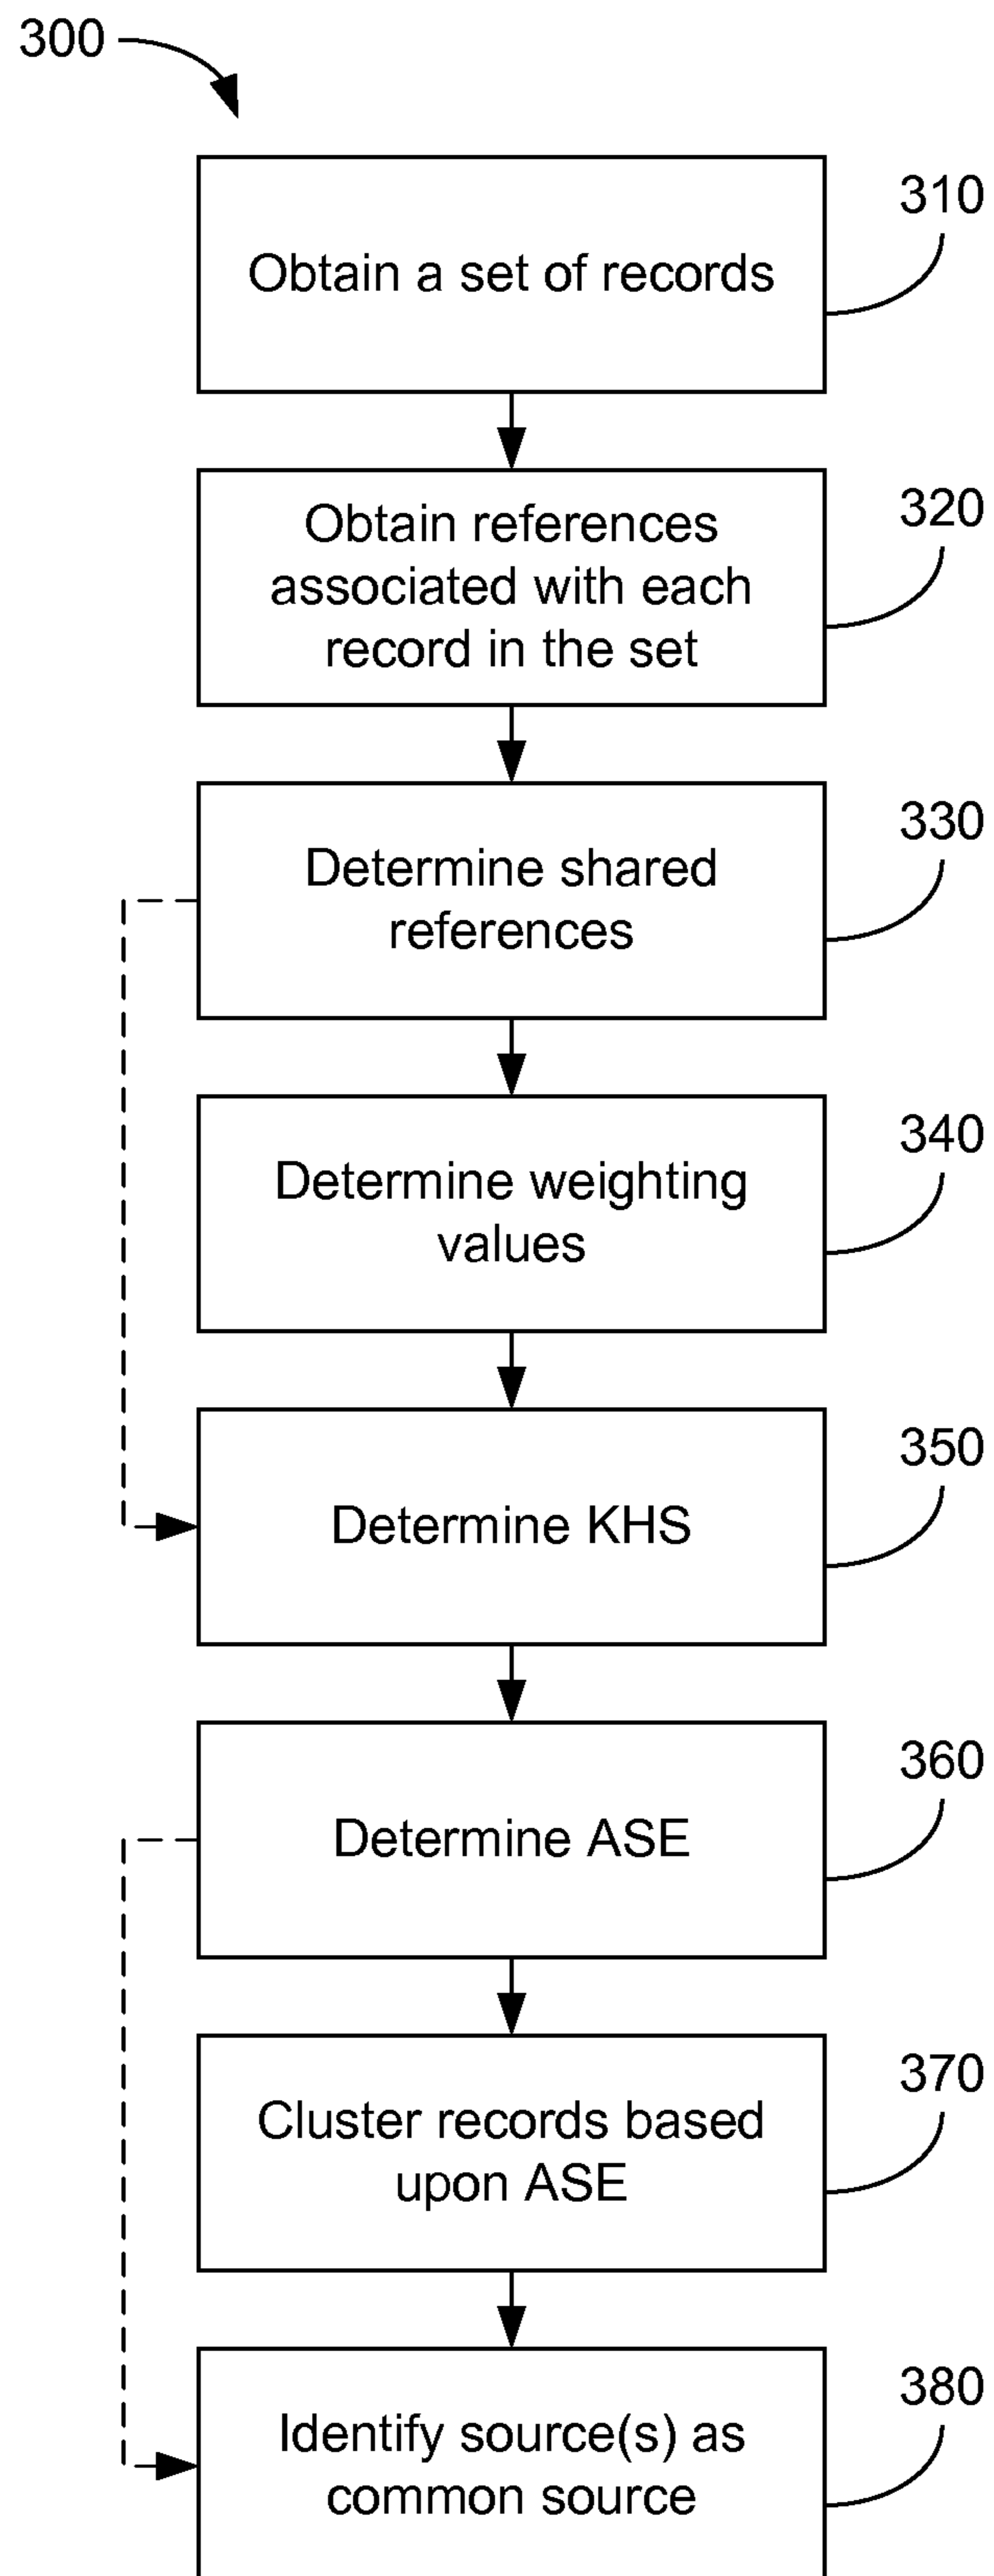 300
310
Obtain a set of records
320
Obtain references
associated with each
record in the set
330
Determine shared
references
340
Determine weighting
values
350
Determine KHS
360
Determine ASE
370
Cluster records based
upon ASE
380
Identify source(s) as
common source